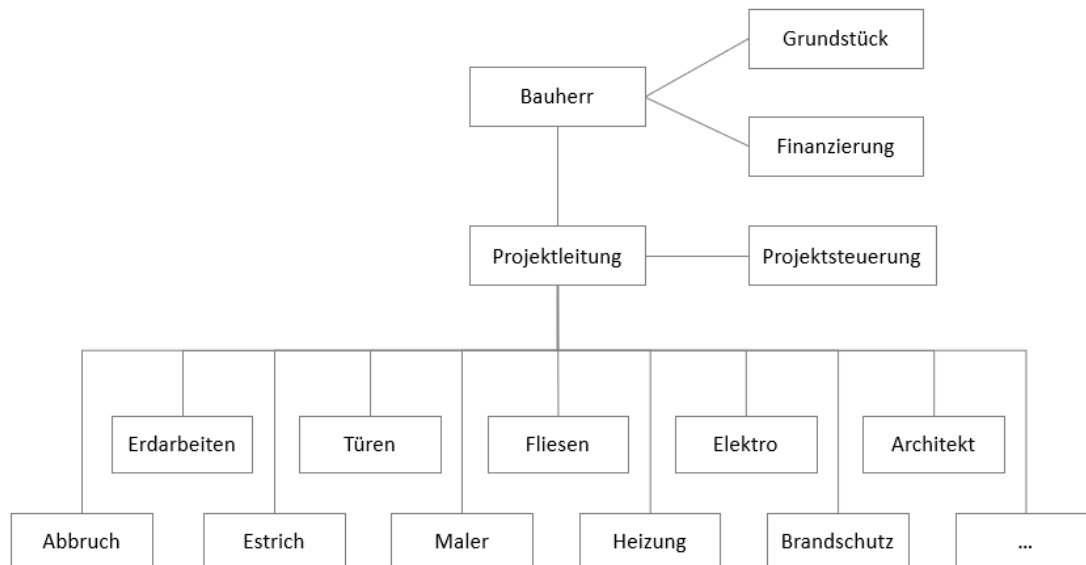 Grundstück
Bauherr
Finanzierung
Projektleitung
Projektsteuerung
Erdarbeiten
Türen
Fliesen
Elektro
Architekt
Abbruch
Estrich
Maler
Heizung
Brandschutz
...